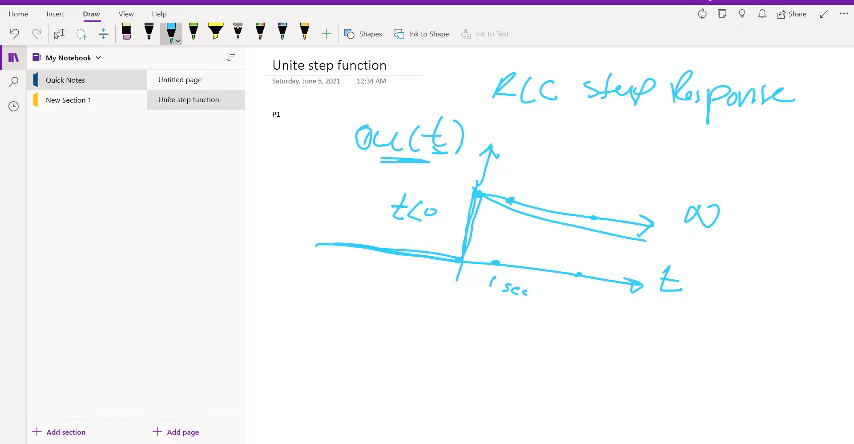 Home Insert Draw View Help
Share
Shapes Ink to Shape Ink to Text
My Notebook
Quick Notes
New Section 1
Untitled page
Unite step function
Add section
Add page
Unite step function
Saturday, June 5, 2021 12:34 AM
P1
RLC step Response
u(t)
t<0
∞
1 sec
t